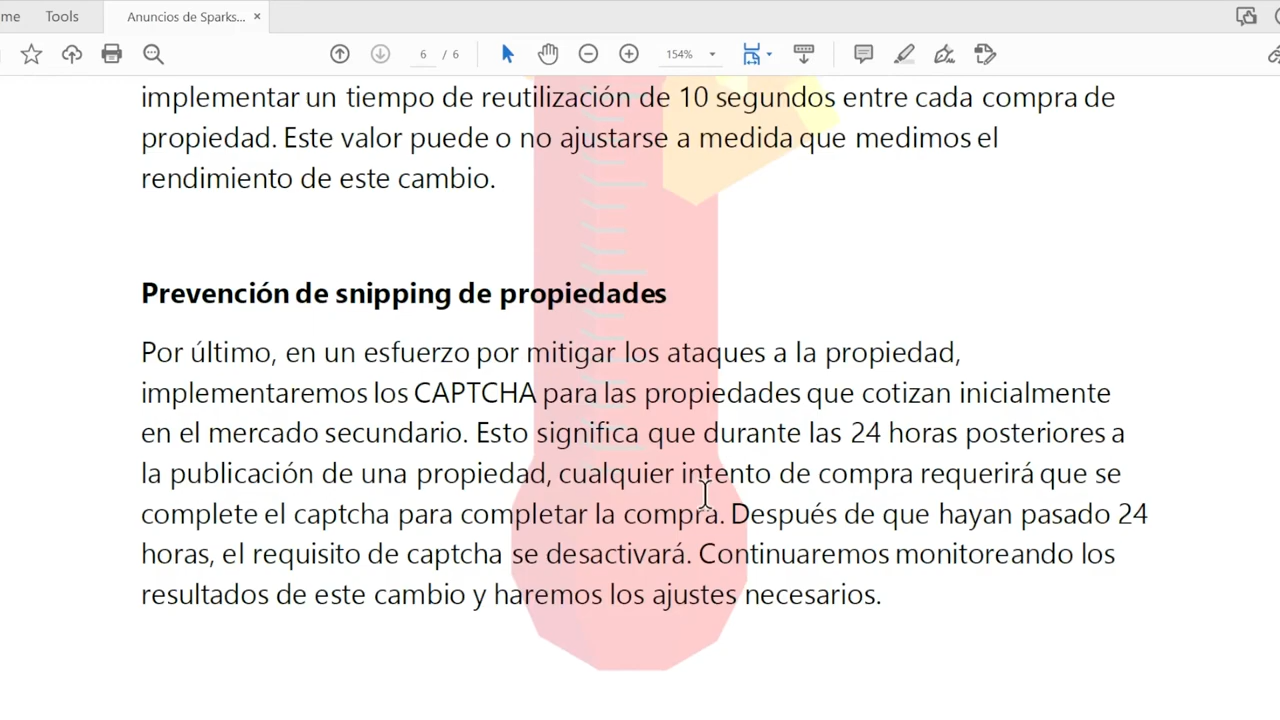 me Tools Anuncios de Sparks... ×
6 / 6 154%
implementar un tiempo de reutilización de 10 segundos entre cada compra de
propiedad. Este valor puede o no ajustarse a medida que medimos el
rendimiento de este cambio.
Prevención de snipping de propiedades
Por último, en un esfuerzo por mitigar los ataques a la propiedad,
implementaremos los CAPTCHA para las propiedades que cotizan inicialmente
en el mercado secundario. Esto significa que durante las 24 horas posteriores a
la publicación de una propiedad, cualquier intento de compra requerirá que se
complete el captcha para completar la compra. Después de que hayan pasado 24
horas, el requisito de captcha se desactivará. Continuaremos monitoreando los
resultados de este cambio y haremos los ajustes necesarios.